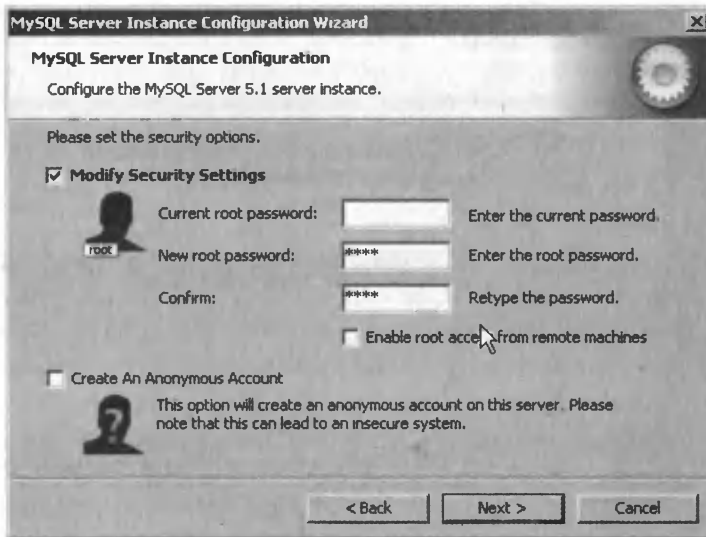 MySQL Server Instance Configuration Wizard
MySQL Server Instance Configuration
Configure the MySQL Server 5.1 server instance.
Please set the security options.
Modify Security Settings
root
Current root password:
Enter the current password.
New root password: **** Enter the root password.
Confirm: **** Retype the password.
Enable root access from remote machines
Create An Anonymous Account
This option will create an anonymous account on this server. Please
note that this can lead to an insecure system.
< Back Next > Cancel